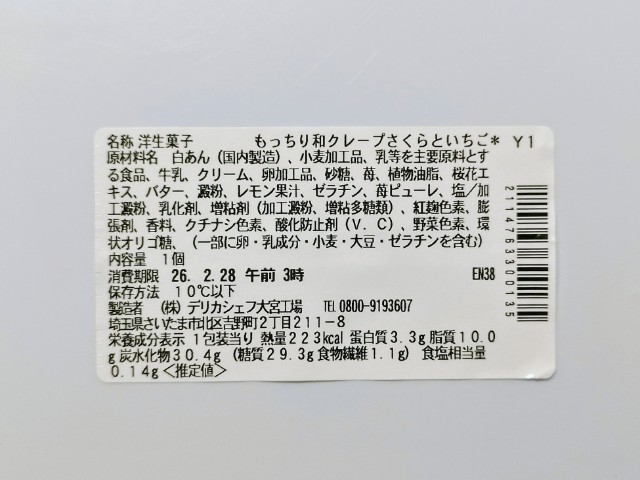 名称 洋生菓子 もっちり和クレープさくらといちご* Y1
原材料名 白あん(国内製造)、小麦加工品、乳等を主要原料とす
る食品、牛乳、クリーム、卵加工品、砂糖、苺、植物油脂、桜花エ
キス、バター、澱粉、レモン果汁、ゼラチン、苺ピューレ、塩/加
工澱粉、乳化剤、増粘剤(加工澱粉、増粘多糖類)、紅麹色素、膨
張剤、香料、クチナシ色素、酸化防止剤(V.C)、野菜色素、環
状オリゴ糖、(一部に卵・乳成分・小麦・大豆・ゼラチンを含む)
内容量 1個
消費期限 26. 2.28 午前 3時 EN38
保存方法 10℃以下
製造者 (株)デリカシェフ大宮工場 TEL 0800-9193607
埼玉県さいたま市北区吉野町2丁目211-8
栄養成分表示 1包装当り 熱量223kcal 蛋白質3.3g 脂質10.0
g 炭水化物30.4g (糖質29.3g 食物繊維1.1g) 食塩相当量
0.14g<推定値>
2114763300135